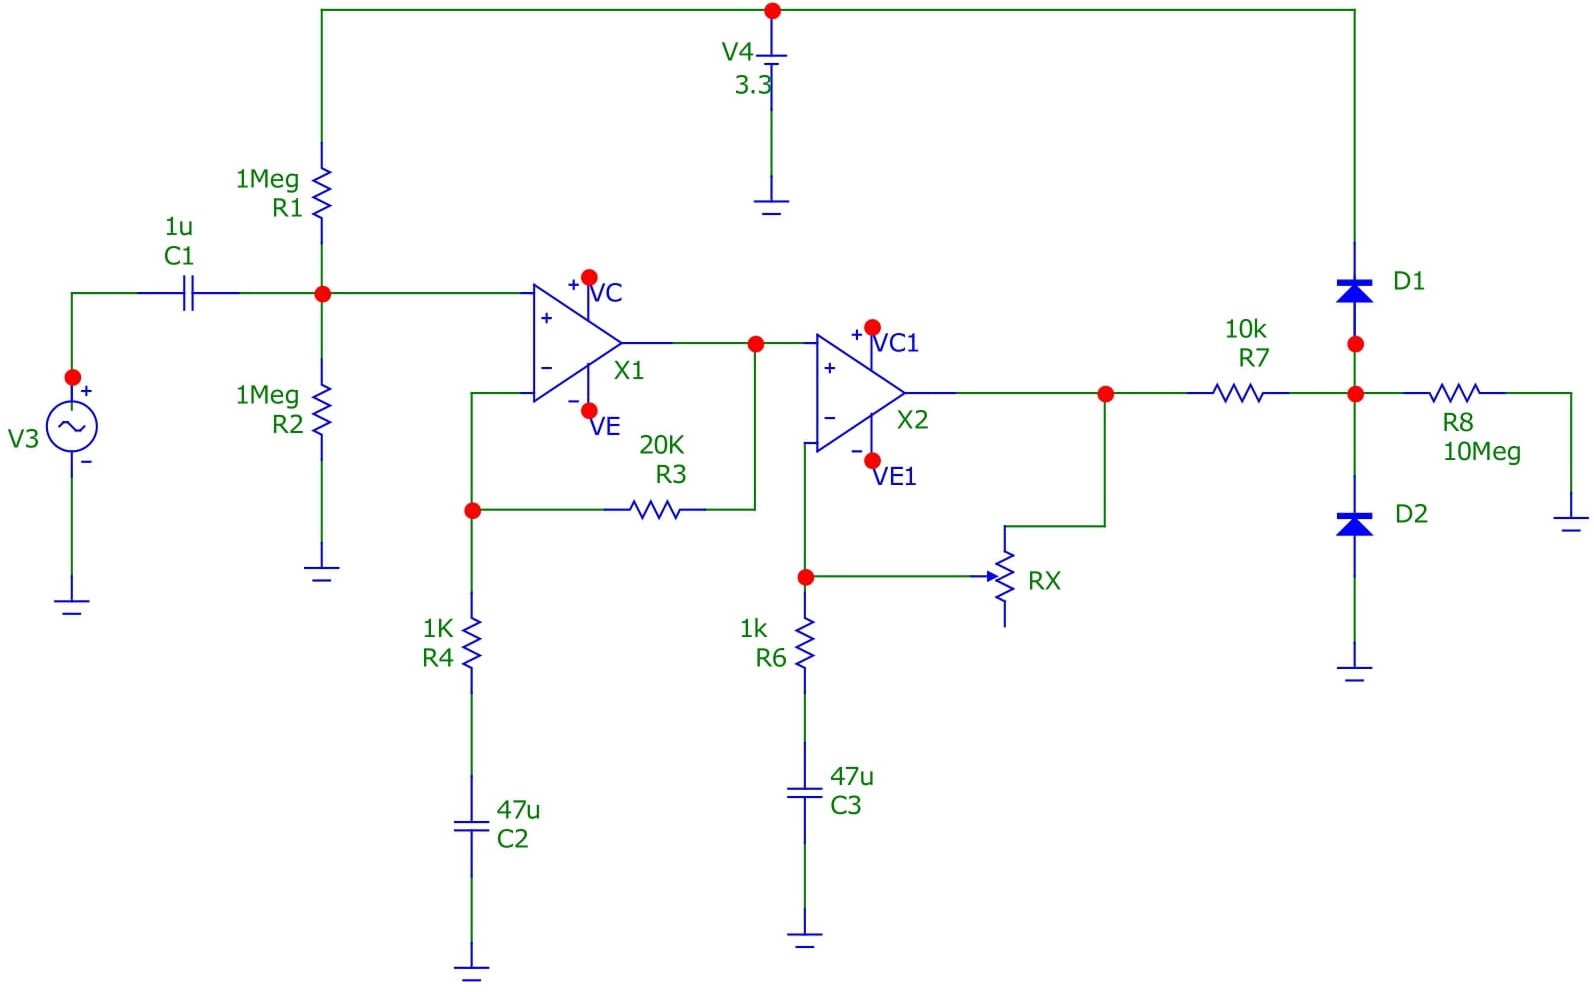 V4
3.3
1Meg
R1
1u
C1
+
VC
+
-
X1
-
VE
+
V3
-
1Meg
R2
20K
R3
+
VC1
+
-
X2
-
VE1
10k
R7
D1
R8
10Meg
D2
RX
1K
R4
1k
R6
47u
C2
47u
C3